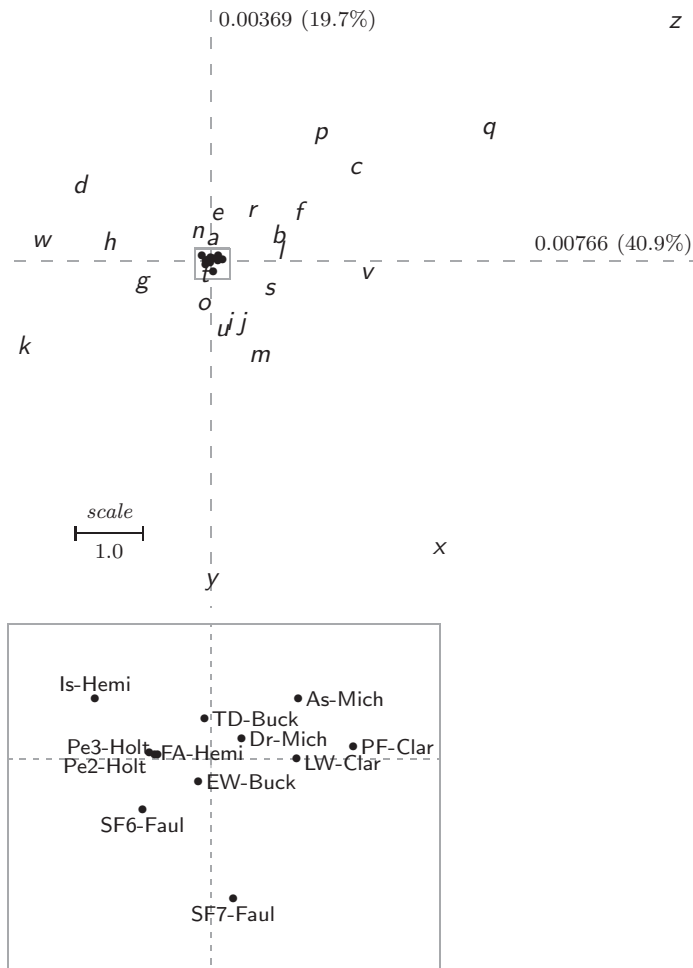 0.00369 (19.7%)
z
p
q
c
d
e
r
f
n
a
b
w
h
l
0.00766 (40.9%)
v
t
g
s
o
u
i
j
k
m
scale
1.0
x
y
Is-Hemi
As-Mich
TD-Buck
Dr-Mich
Pe3-Holt
FA-Hemi
PF-Clar
Pe2-Holt
LW-Clar
EW-Buck
SF6-Faul
SF7-Faul